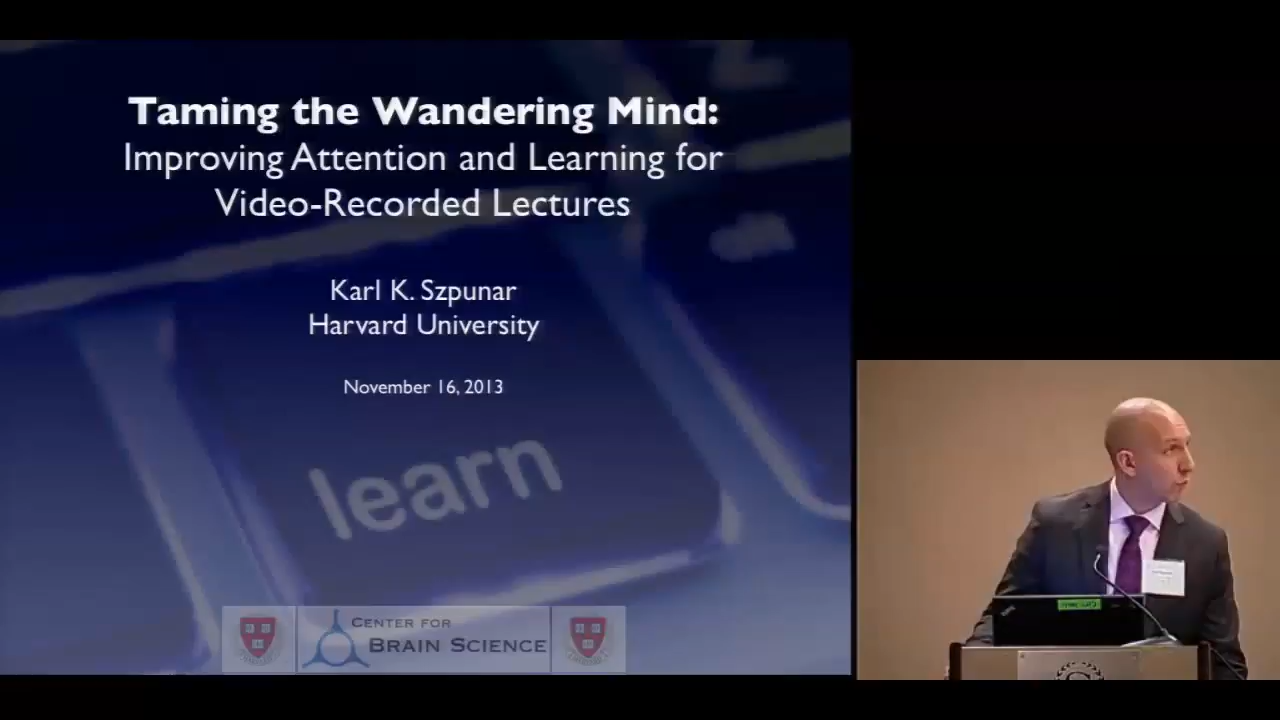 Taming the Wandering Mind:
Improving Attention and Learning for
Video-Recorded Lectures
Karl K. Szpunar
Harvard University
November 16, 2013
learn
CENTER FOR
BRAIN SCIENCE